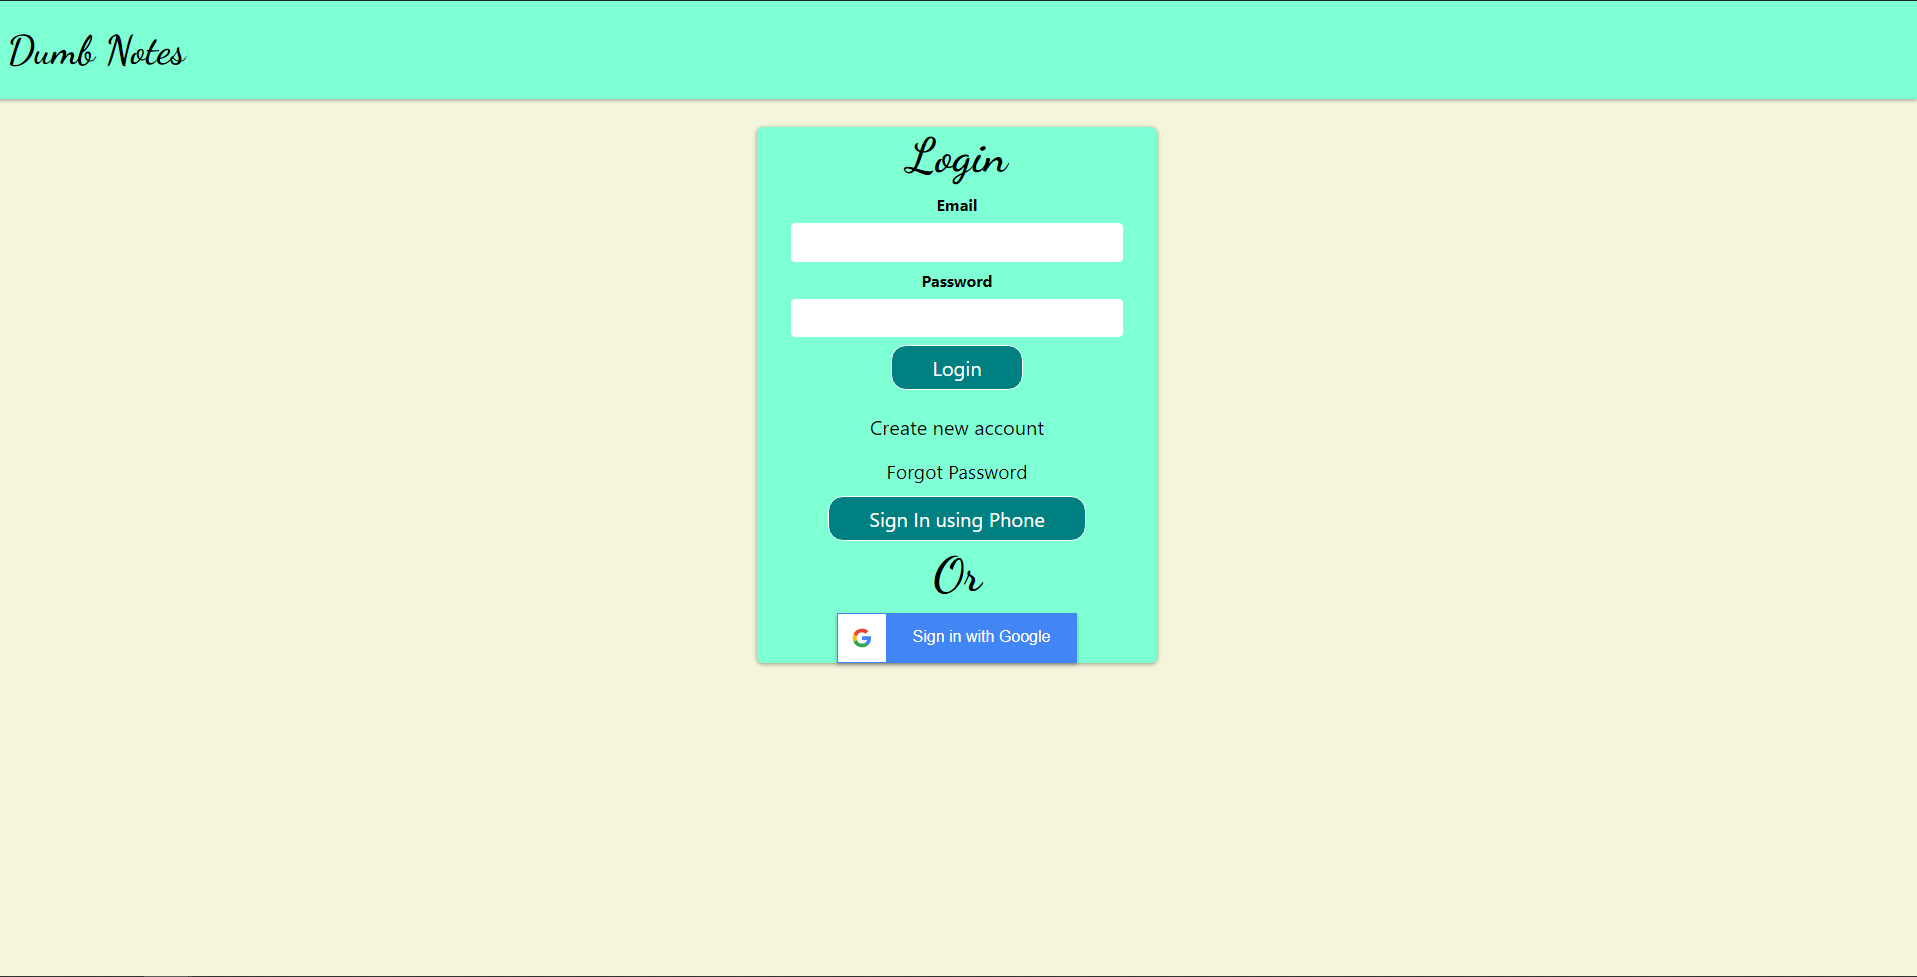 Dumb Notes
Login
Email
Password
Login
Create new account
Forgot Password
Sign In using Phone
Or
Sign in with Google